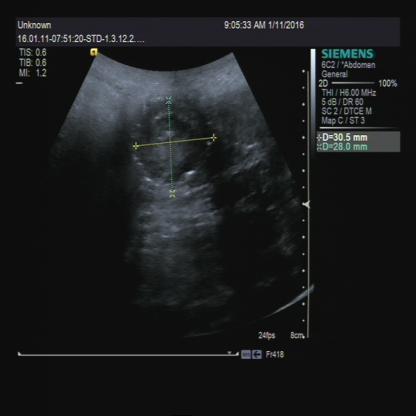 Unknown
9:05:33 AM 1/11/2016
16.01.11-07:51:20-STD-1.3.12.2....
TIS: 0.6
TIB: 0.6
MI: 1.2
SIEMENS
6C2 / *Abdomen
General
2D 100%
THI / H6.00 MHz
5 dB / DR 60
SC 2 / DTCE M
Map C / ST 3
D=30.5 mm
D=28.0 mm
24fps 8cm
Fr418